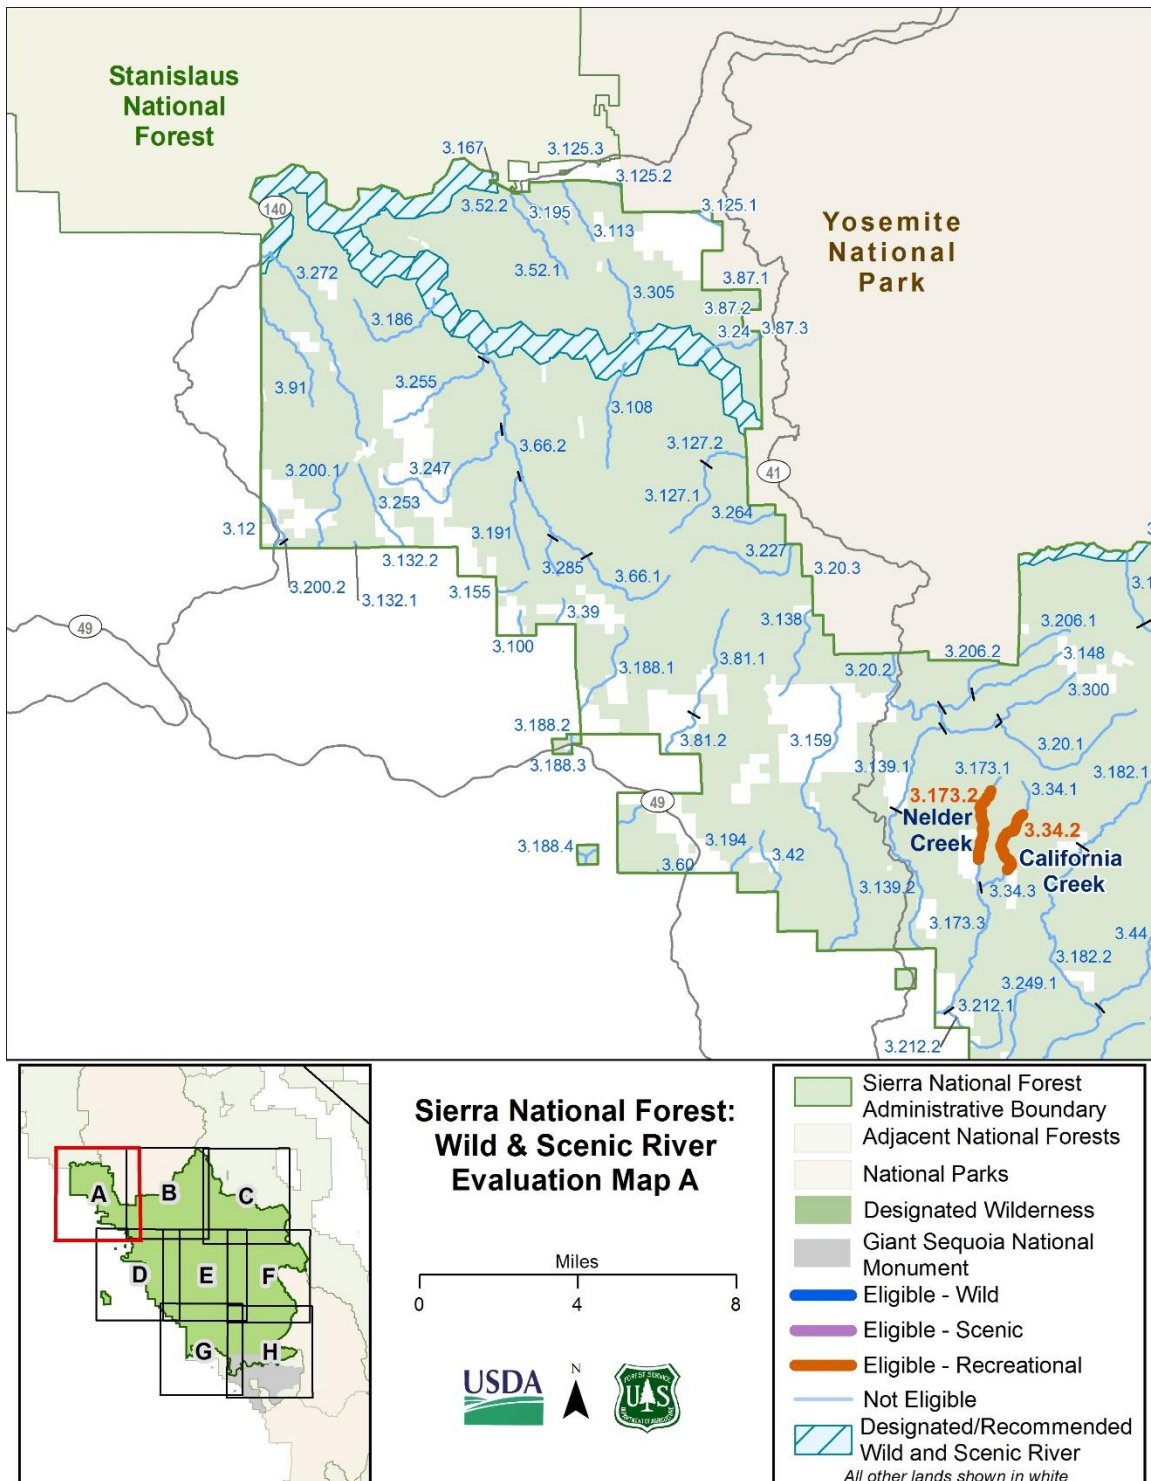 Stanislaus
National
Forest
3.167
3.125.3
3.125.2
140
3.52.2
3.195
3.125.1
3.113
Yosemite
National
Park
3.272
3.52.1
3.87.1
3.305
3.186
3.87.2
3.24
3.87.3
3.91
3.255
3.108
3.66.2
3.127.2
3.200.1
3.247
41
3.253
3.127.1
3.264
3.12
3.191
3.132.2
3.227
3.285
3.20.3
3.200.2
3.155
3.66.1
3.132.1
3.39
3.138
3.1
49
3.206.1
3.100
3.206.2
3.148
3.188.1
3.81.1
3.20.2
3.300
3.188.2
3.81.2
3.159
3.20.1
3.188.3
3.139.1
3.173.1
3.182.1
3.34.1
49
3.173.2
Nelder
Creek
3.34.2
California
Creek
3.188.4
3.194
3.42
3.60
3.139.2
3.34.3
3.173.3
3.44
3.182.2
3.249.1
3.212.1
3.212.2
A
B
C
D
E
F
G
H
Sierra National Forest:
Wild & Scenic River
Evaluation Map A
Miles
0
4
8
USDA
N
FOREST SERVICE
U S
DEPARTMENT OF AGRICULTURE
Sierra National Forest
Administrative Boundary
Adjacent National Forests
National Parks
Designated Wilderness
Giant Sequoia National
Monument
Eligible - Wild
Eligible - Scenic
Eligible - Recreational
Not Eligible
Designated/Recommended
Wild and Scenic River
All other lands shown in white